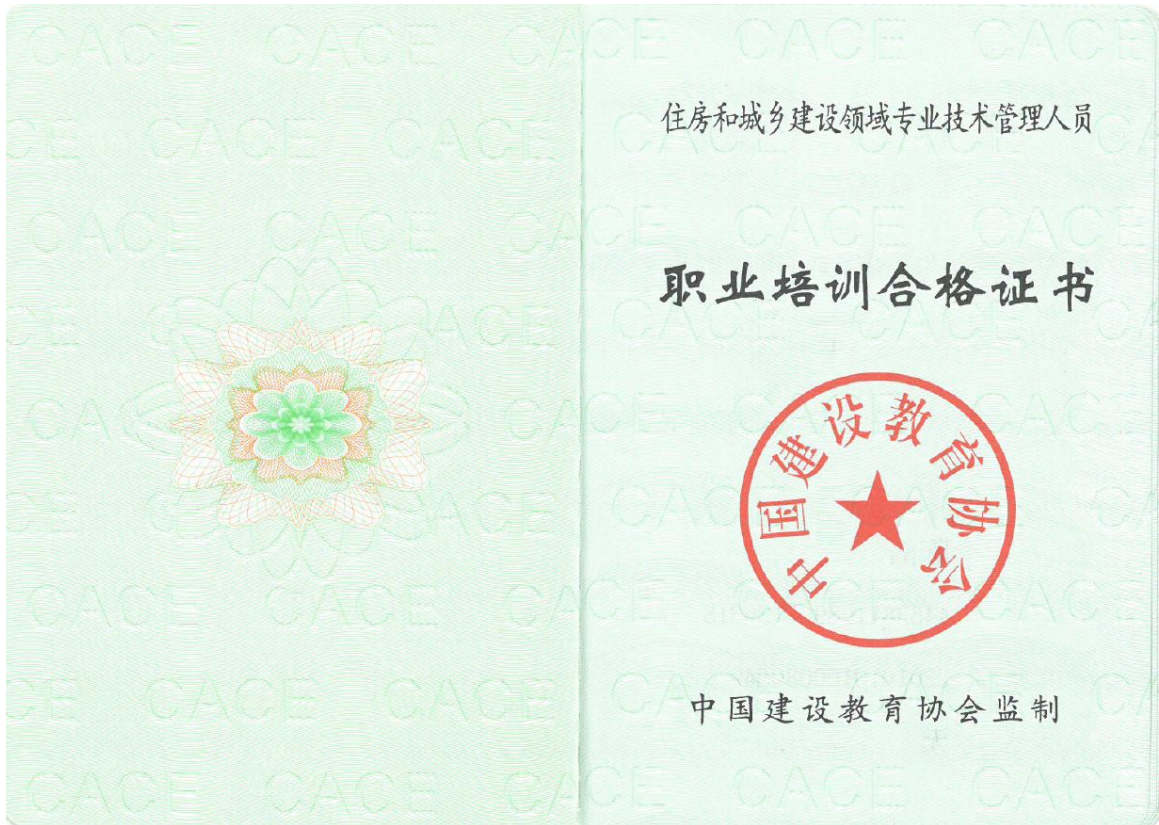 住房和城乡建设领域专业技术管理人员
职业培训合格证书
中国建设教育协会
中国建设教育协会监制
CACE